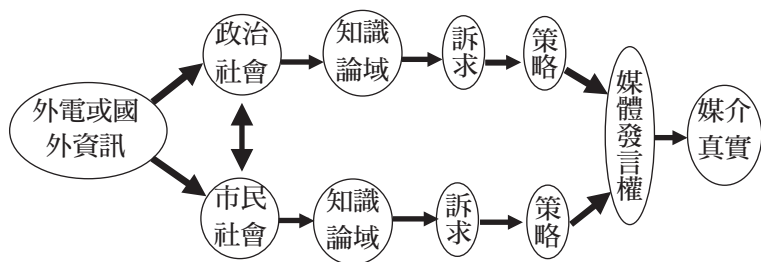 外電或國
外資訊
政治
社會
知識
論域
訴求
策略
市民
社會
知識
論域
訴求
策略
媒體發言權
媒介
真實